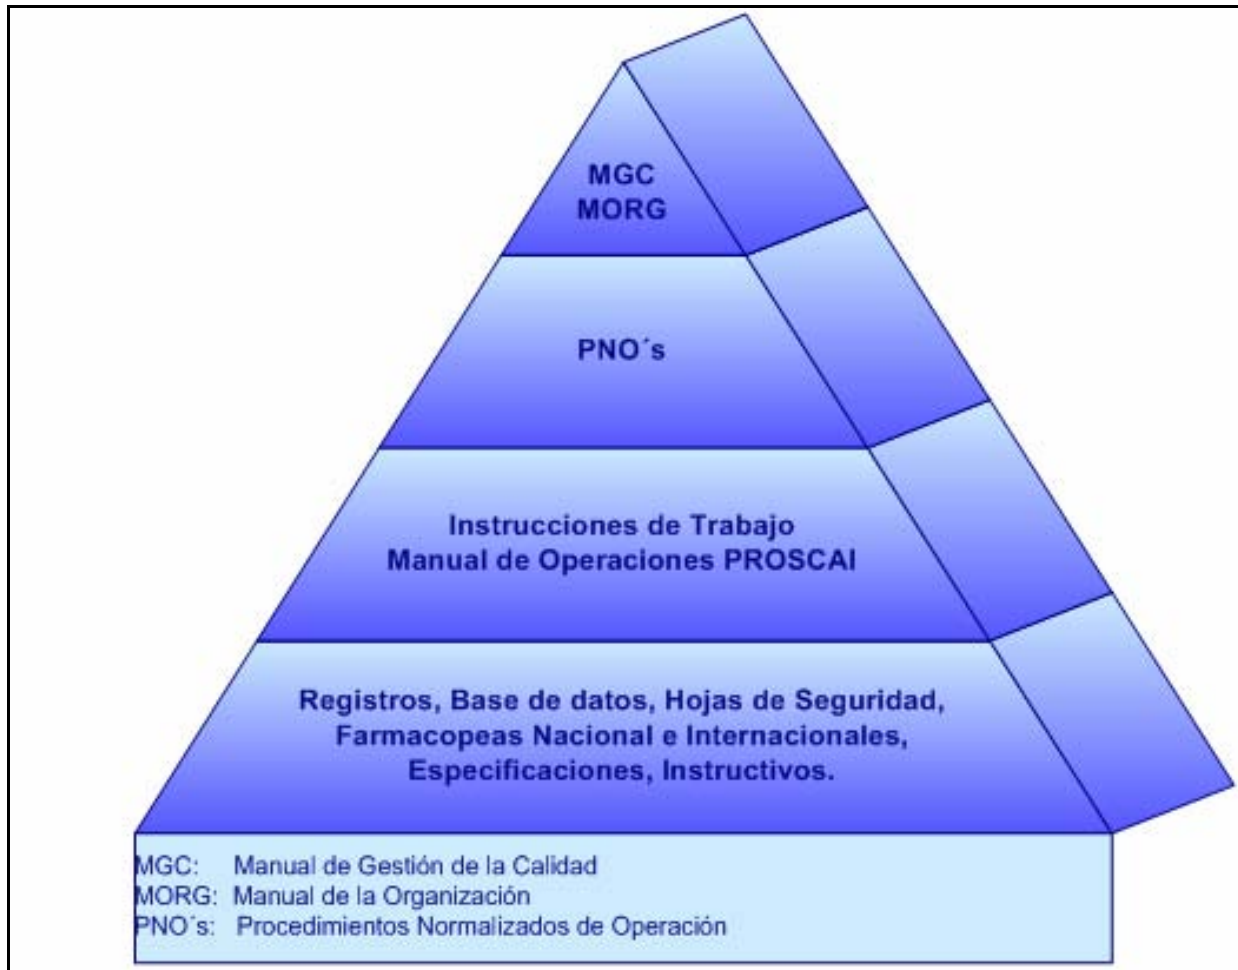 MGC
MORG
PNO´s
Instrucciones de Trabajo
Manual de Operaciones PROSCAI
Registros, Base de datos, Hojas de Seguridad,
Farmacopeas Nacional e Internacionales,
Especificaciones, Instructivos.
MGC: Manual de Gestión de la Calidad
MORG: Manual de la Organización
PNO´s: Procedimientos Normalizados de Operación